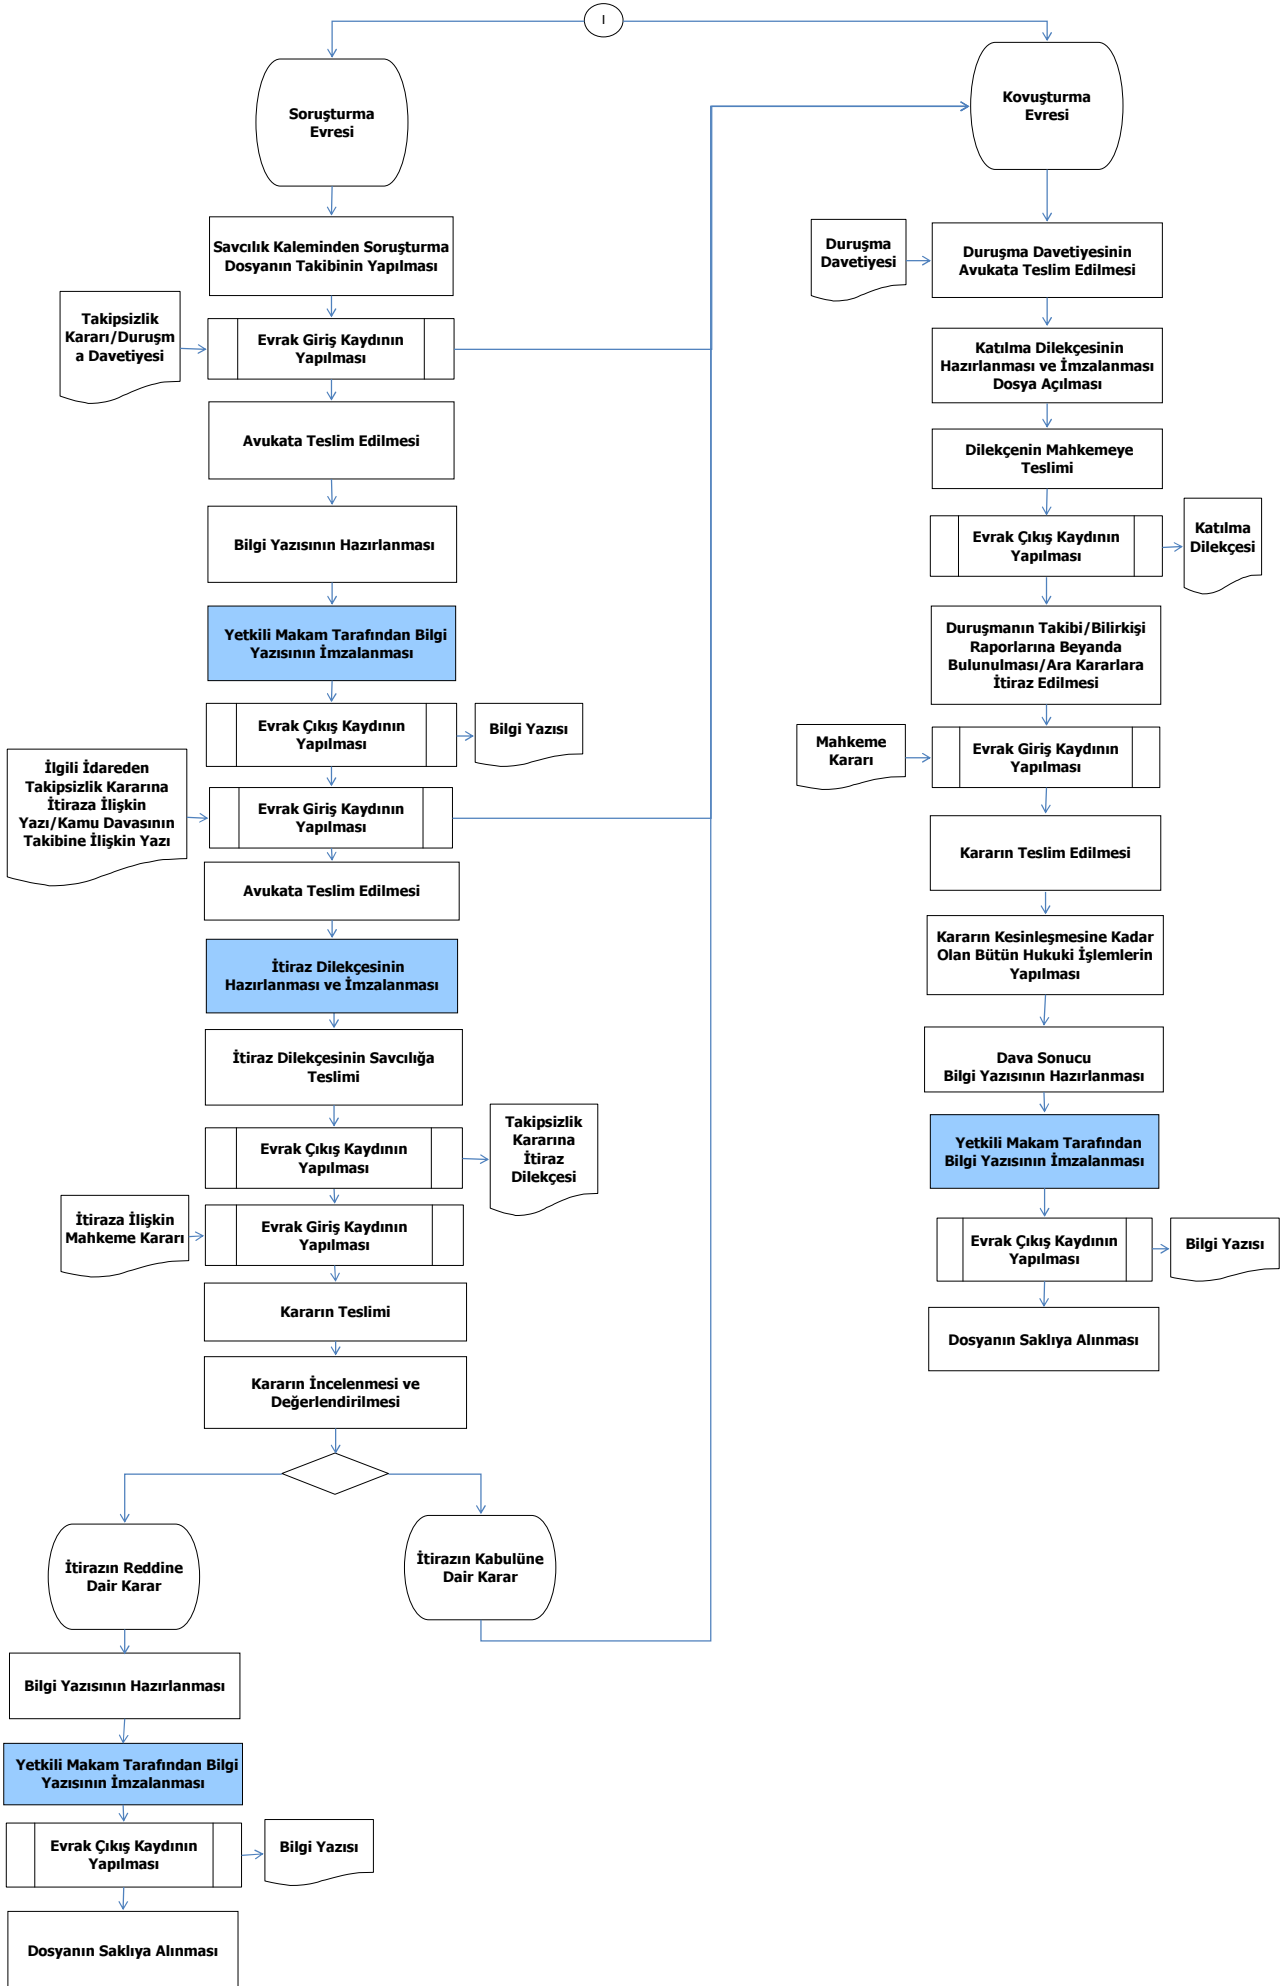 I
Soruşturma
Evresi
Savcılık Kaleminden Soruşturma
Dosyanın Takibinin Yapılması
Takipsizlik
Kararı/Duruşm
a Davetiyesi
Evrak Giriş Kaydının
Yapılması
Avukata Teslim Edilmesi
Bilgi Yazısının Hazırlanması
Yetkili Makam Tarafından Bilgi
Yazısının İmzalanması
Evrak Çıkış Kaydının
Yapılması
Bilgi Yazısı
İlgili İdareden
Takipsizlik Kararına
İtiraza İlişkin
Yazı/Kamu Davasının
Takibine İlişkin Yazı
Evrak Giriş Kaydının
Yapılması
Avukata Teslim Edilmesi
İtiraz Dilekçesinin
Hazırlanması ve İmzalanması
İtiraz Dilekçesinin Savcılığa
Teslimi
Evrak Çıkış Kaydının
Yapılması
Takipsizlik
Kararına
İtiraz
Dilekçesi
İtiraza İlişkin
Mahkeme Kararı
Evrak Giriş Kaydının
Yapılması
Kararın Teslimi
Kararın İncelenmesi ve
Değerlendirilmesi
İtirazın Reddine
Dair Karar
İtirazın Kabulüne
Dair Karar
Bilgi Yazısının Hazırlanması
Yetkili Makam Tarafından Bilgi
Yazısının İmzalanması
Evrak Çıkış Kaydının
Yapılması
Bilgi Yazısı
Dosyanın Saklıya Alınması
Kovuşturma
Evresi
Duruşma
Davetiyesi
Duruşma Davetiyesinin
Avukata Teslim Edilmesi
Katılma Dilekçesinin
Hazırlanması ve İmzalanması
Dosya Açılması
Dilekçenin Mahkemeye
Teslimi
Evrak Çıkış Kaydının
Yapılması
Katılma
Dilekçesi
Duruşmanın Takibi/Bilirkişi
Raporlarına Beyanda
Bulunulması/Ara Kararlara
İtiraz Edilmesi
Mahkeme
Kararı
Evrak Giriş Kaydının
Yapılması
Kararın Teslim Edilmesi
Kararın Kesinleşmesine Kadar
Olan Bütün Hukuki İşlemlerin
Yapılması
Dava Sonucu
Bilgi Yazısının Hazırlanması
Yetkili Makam Tarafından
Bilgi Yazısının İmzalanması
Evrak Çıkış Kaydının
Yapılması
Bilgi Yazısı
Dosyanın Saklıya Alınması